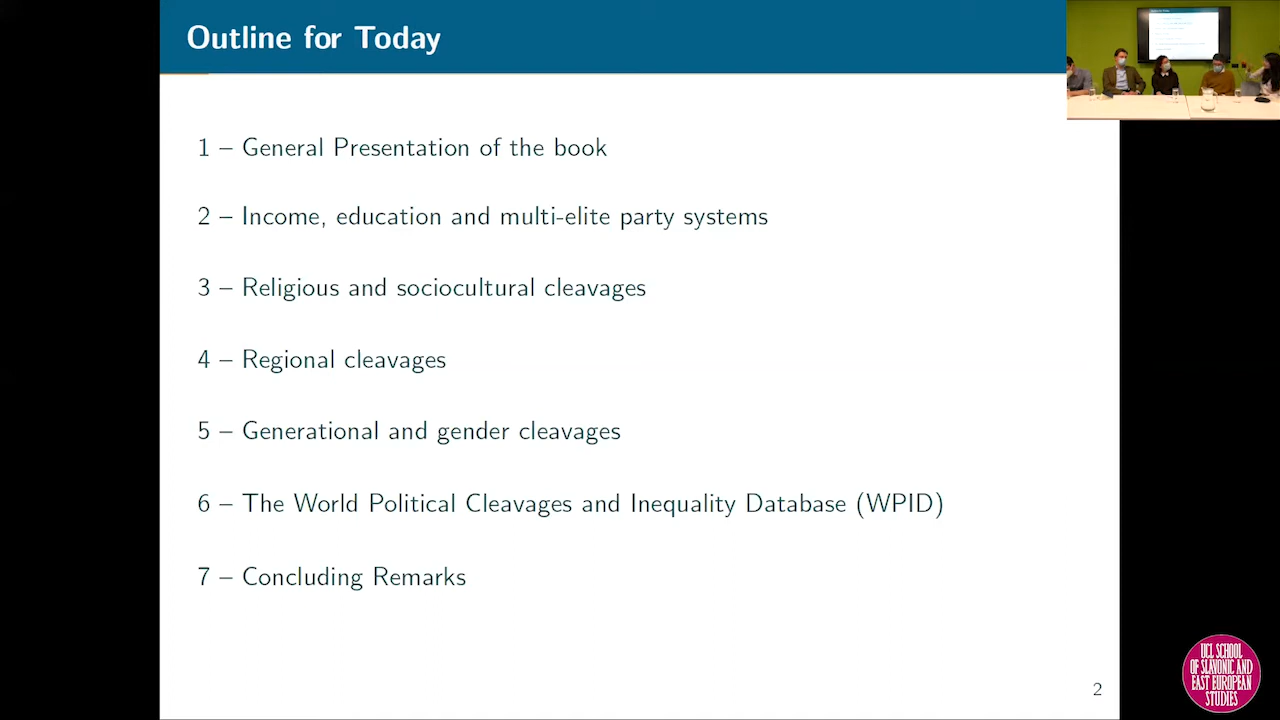 Outline for Today
1 – General Presentation of the book
2 – Income, education and multi-elite party systems
3 – Religious and sociocultural cleavages
4 – Regional cleavages
5 – Generational and gender cleavages
6 – The World Political Cleavages and Inequality Database (WPID)
7 – Concluding Remarks
2
UCL SCHOOL
OF SLAVONIC AND
EAST EUROPEAN
STUDIES